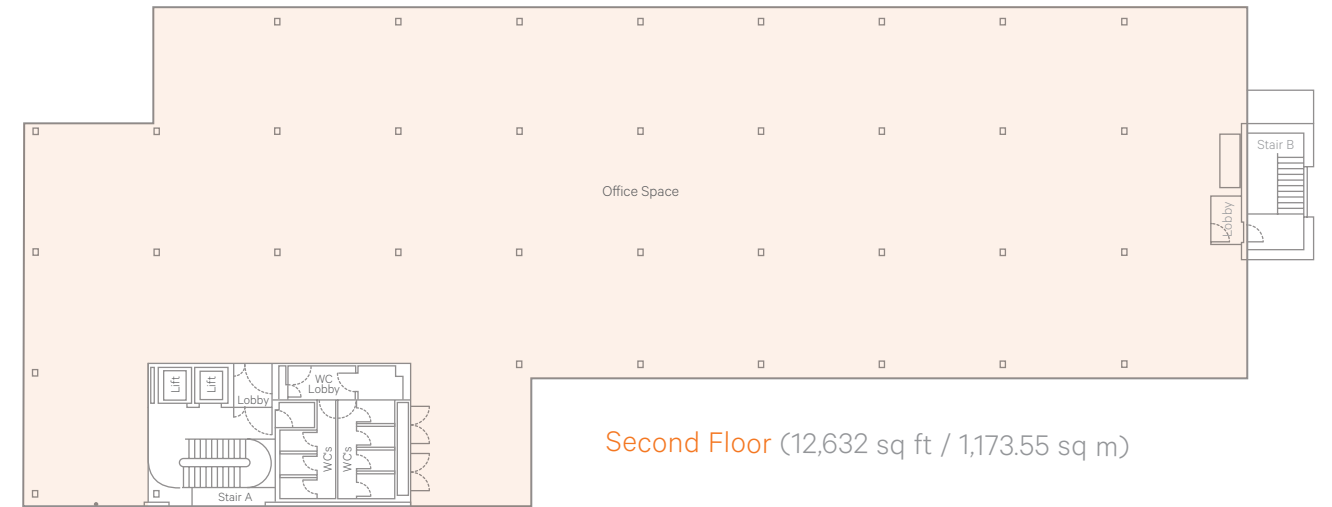 Stair B
Office Space
Lobby
Lift
Lift
WC
Lobby
Lobby
WCs
WCs
Stair A
Second Floor (12,632 sq ft / 1,173.55 sq m)